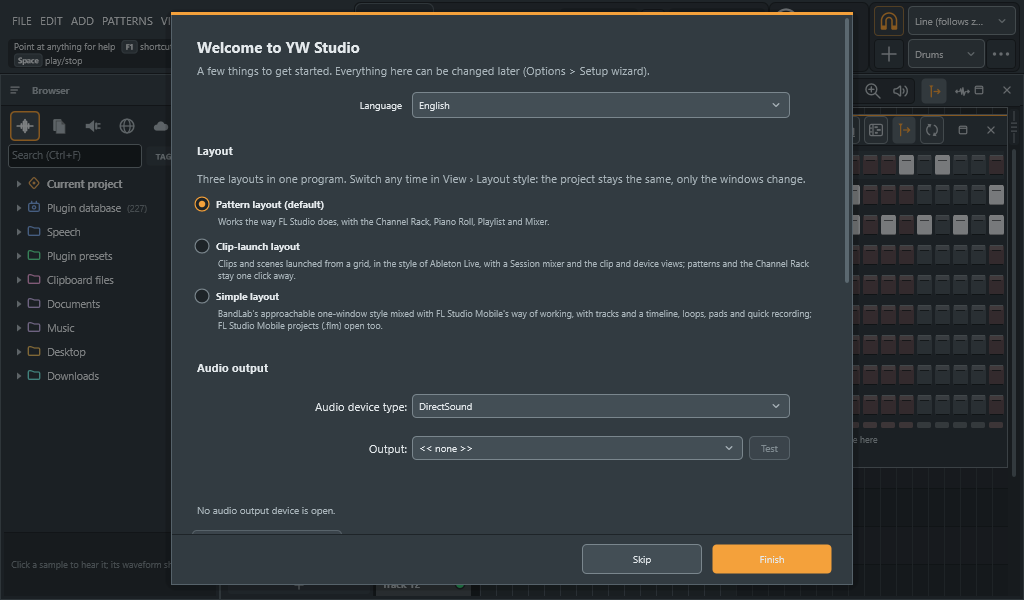 FILE EDIT ADD PATTERNS
Point at anything for help F1
Space play/stop
Line (follows z...
Drums
Browser
Search (Ctrl+F)
Current project
Plugin database (227)
Speech
Plugin presets
Clipboard files
Documents
Music
Desktop
Downloads
Click a sample to hear it; its waveform
Welcome to YW Studio
A few things to get started. Everything here can be changed later (Options > Setup wizard).
Language English
Layout
Three layouts in one program. Switch any time in View › Layout style: the project stays the same, only the windows change.
Pattern layout (default)
Works the way FL Studio does, with the Channel Rack, Piano Roll, Playlist and Mixer.
Clip-launch layout
Clips and scenes launched from a grid, in the style of Ableton Live, with a Session mixer and the clip and device views; patterns and the Channel Rack
stay one click away.
Simple layout
BandLab's approachable one-window style mixed with FL Studio Mobile's way of working, with tracks and a timeline, loops, pads and quick recording;
FL Studio Mobile projects (.flm) open too.
Audio output
Audio device type: DirectSound
Output: << none >> Test
No audio output device is open.
Skip Finish
here